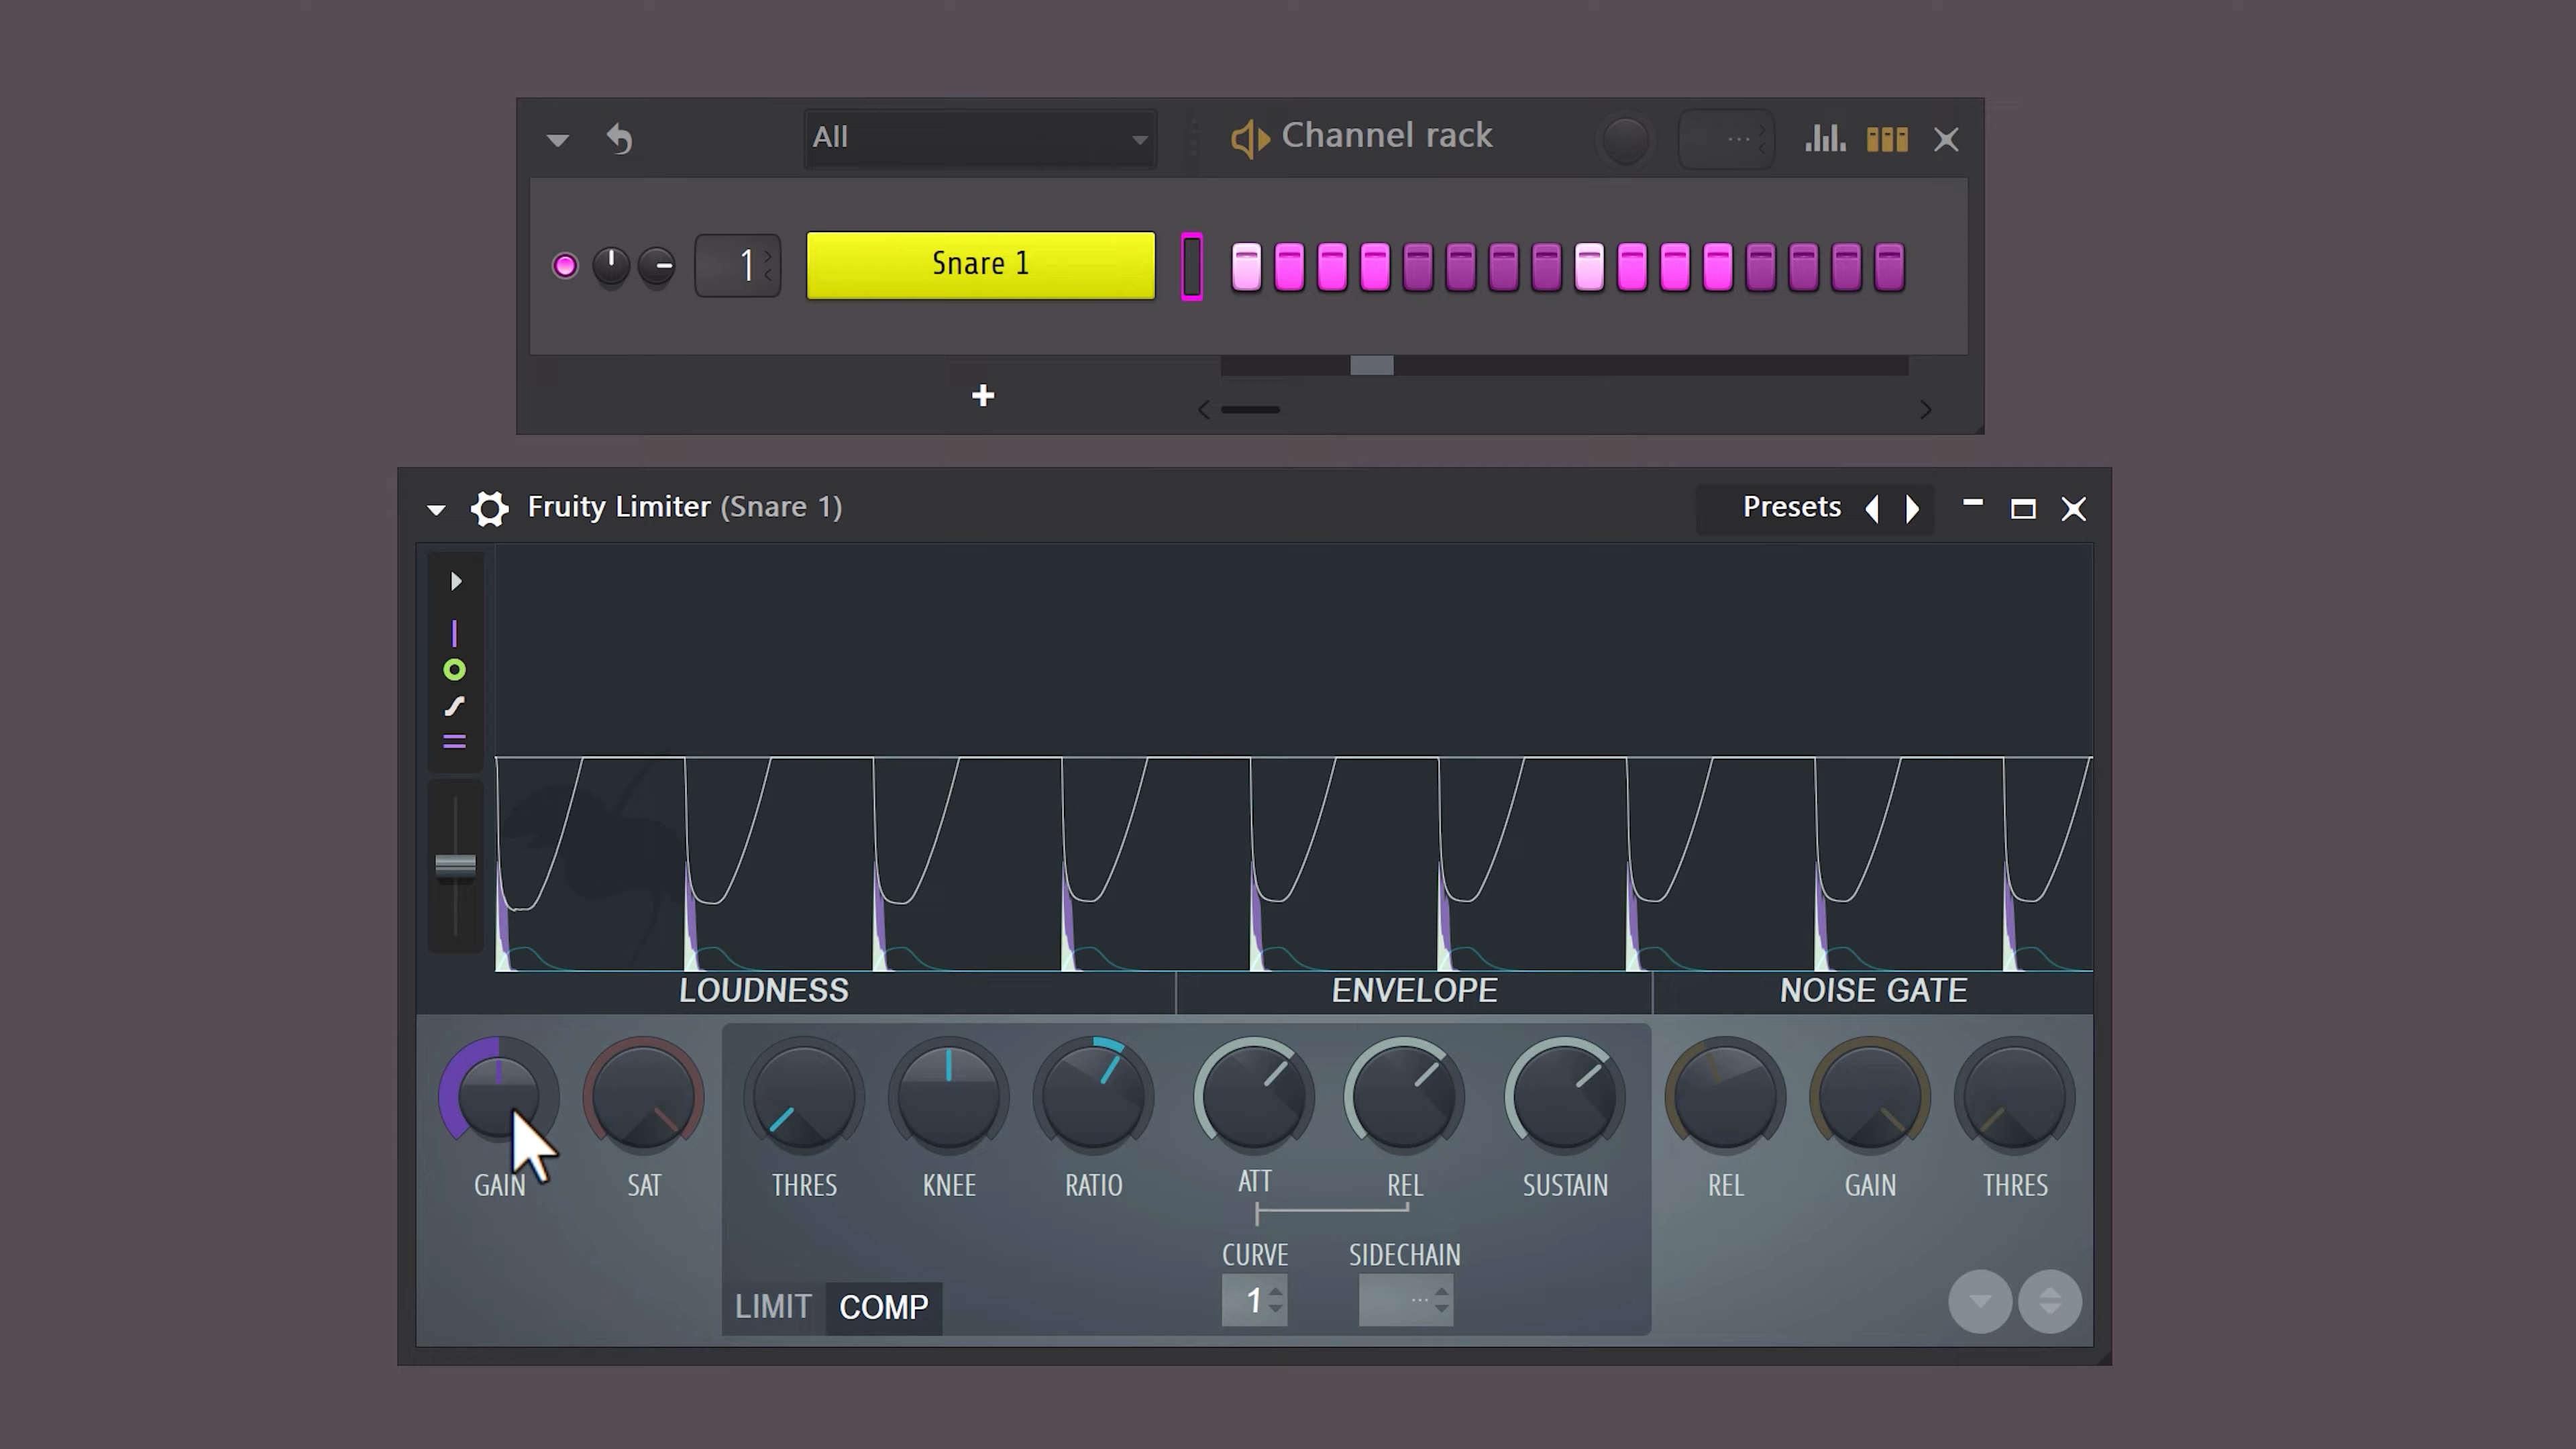 All
Channel rack
1
Snare 1
+
Fruity Limiter (Snare 1)
Presets
LOUDNESS
ENVELOPE
NOISE GATE
GAIN
SAT
THRES
KNEE
RATIO
ATT
REL
SUSTAIN
REL
GAIN
THRES
CURVE
SIDECHAIN
LIMIT
COMP
1